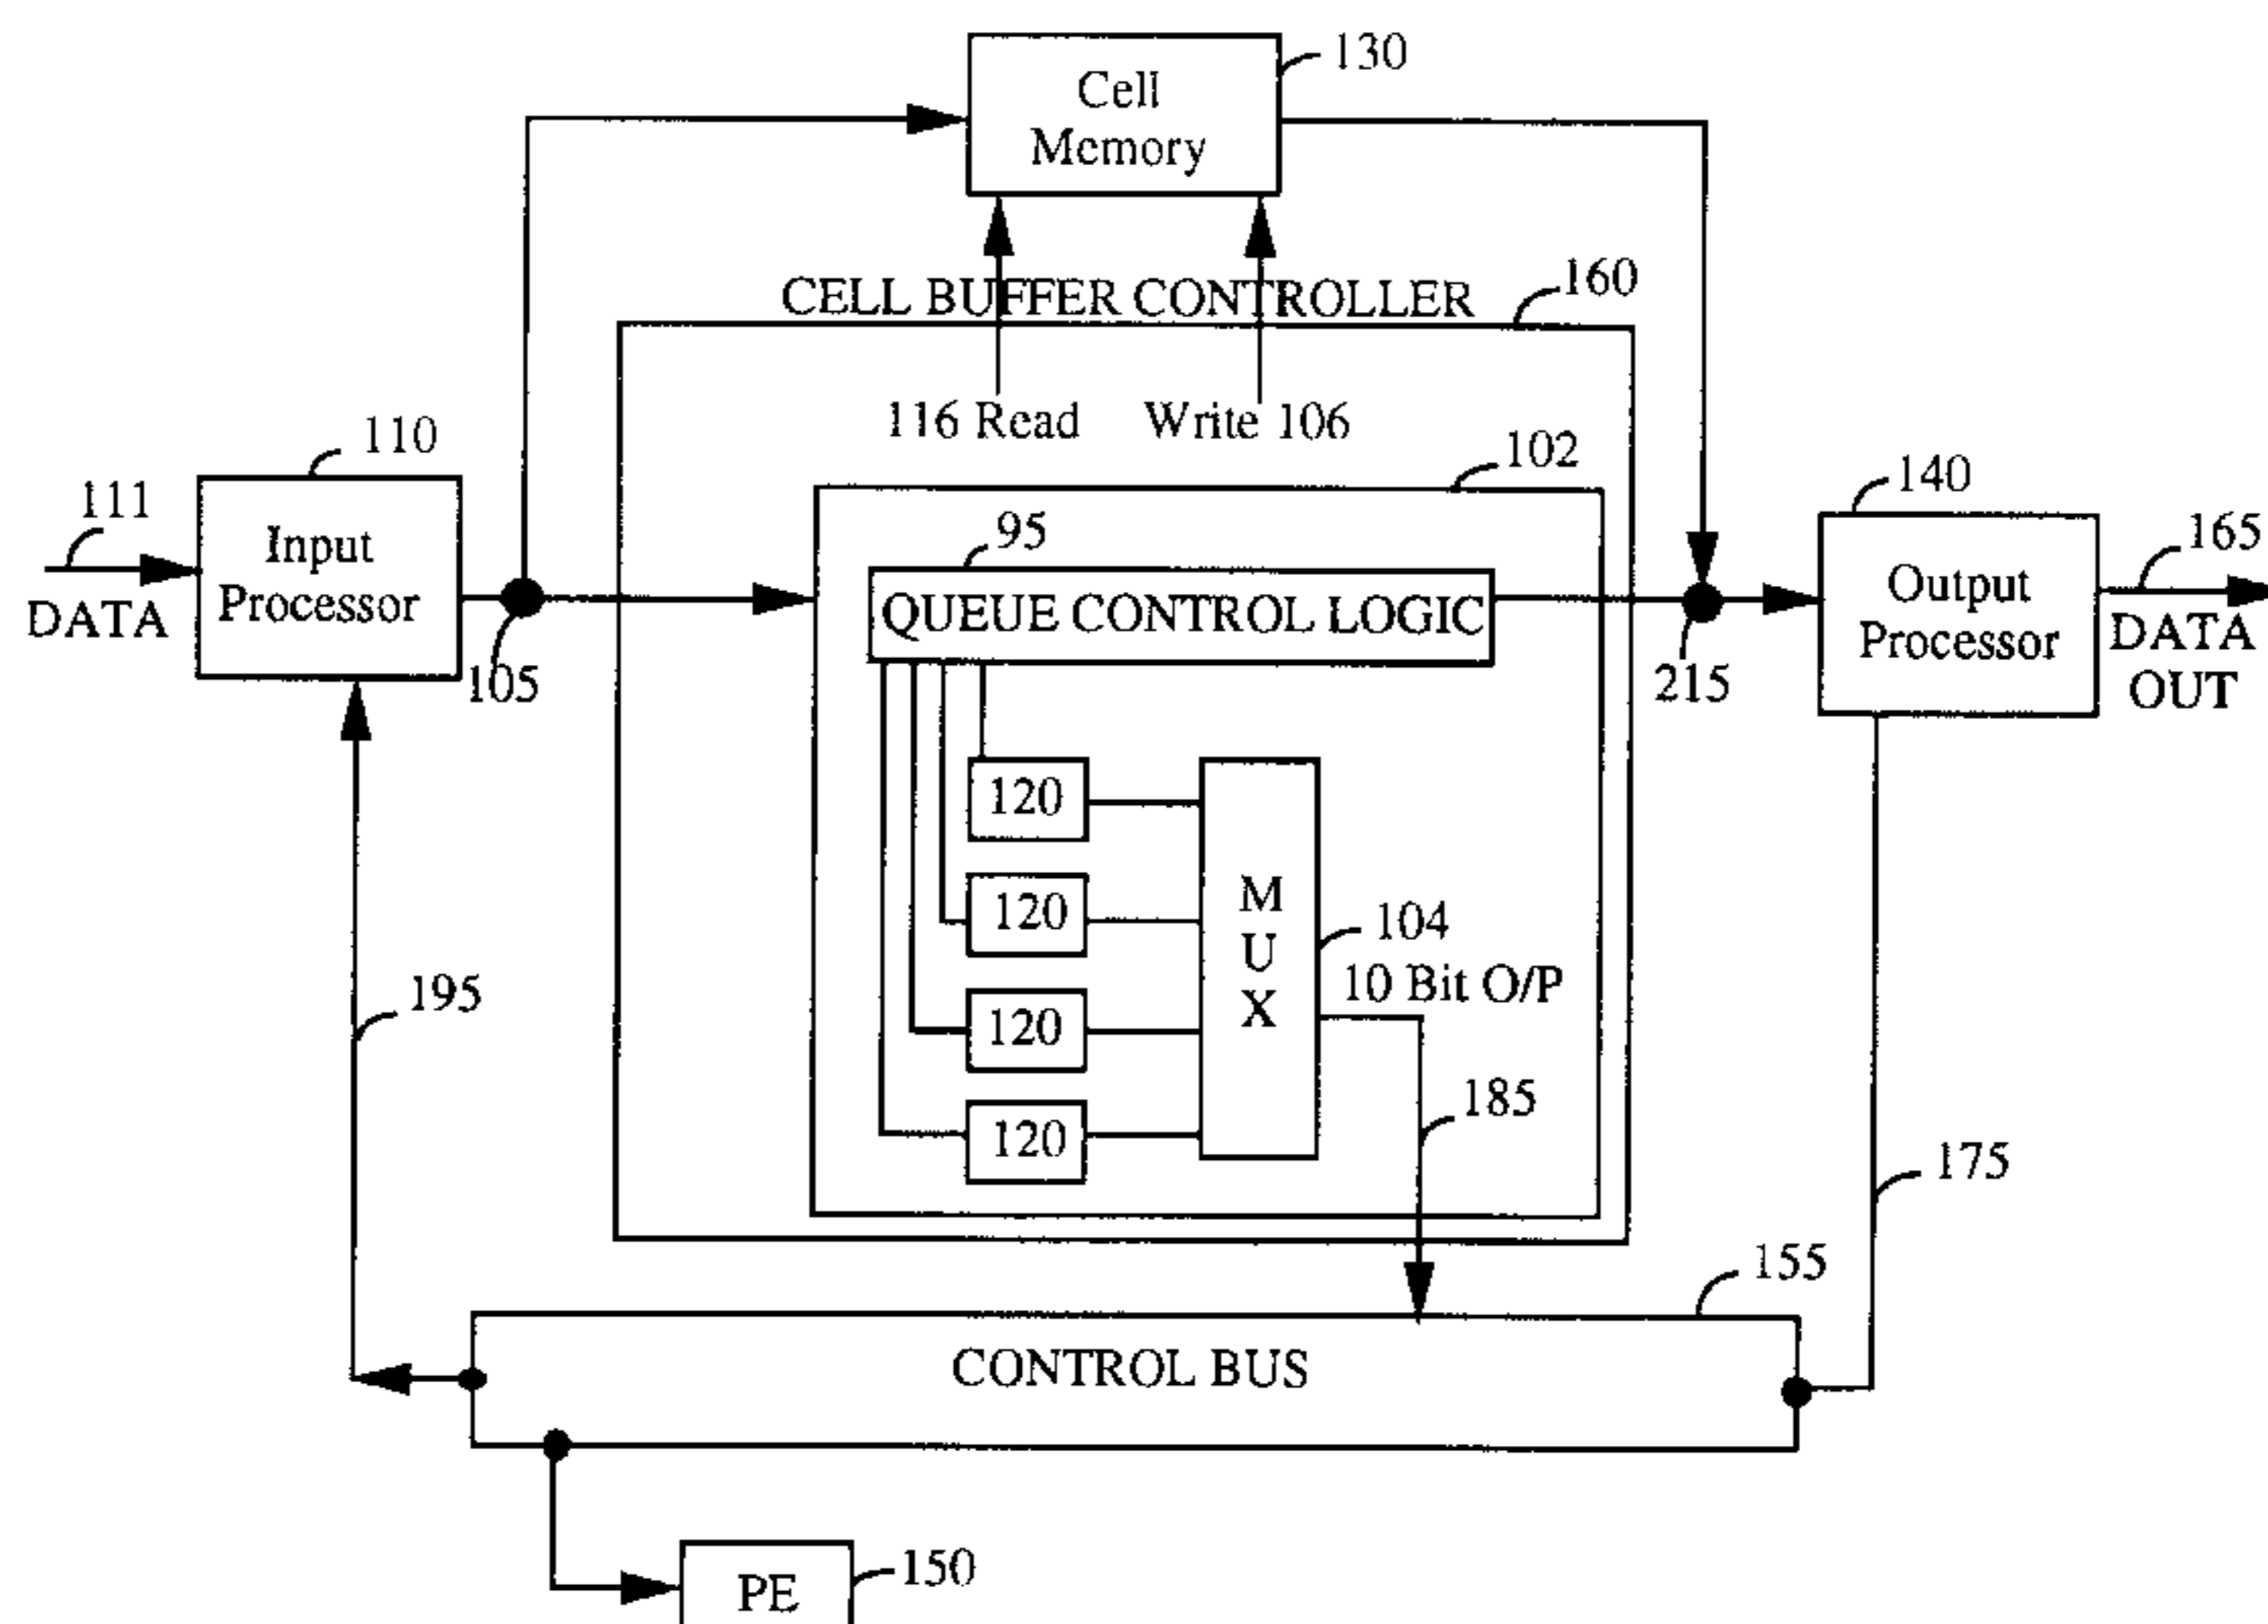 130
Cell
Memory
CELL BUFFER CONTROLLER
160
116 Read
Write 106
110
111
DATA
Input
Processor
105
102
95
QUEUE CONTROL LOGIC
140
165
Output
Processor
DATA
OUT
215
120
120
120
120
M
U
X
104
10 Bit O/P
185
195
175
155
CONTROL BUS
PE
150